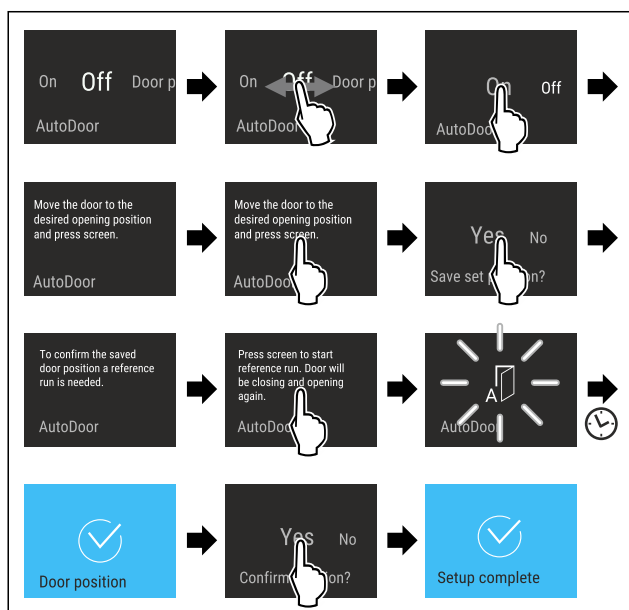 On Off Door p
AutoDoor
On Off Door p
AutoDoor
On Off
AutoDoo
Move the door to the
desired opening position
and press screen.
AutoDoor
Move the door to the
desired opening position
and press screen.
AutoDoor
Yes No
Save set p on?
To confirm the saved
door position a reference
run is needed.
AutoDoor
Press screen to start
reference run. Door will
be closing and opening
again.
AutoDoo
A
AutoDoor
Door position
Yes No
Confirm on?
Setup complete